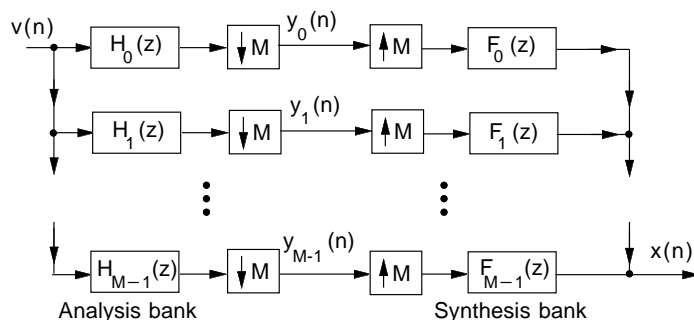 v(n) H0(z) ↓M y0(n) ↑M F0(z)
H1(z) ↓M y1(n) ↑M F1(z)
HM−1(z) ↓M yM-1(n) ↑M FM−1(z) x(n)
Analysis bank Synthesis bank